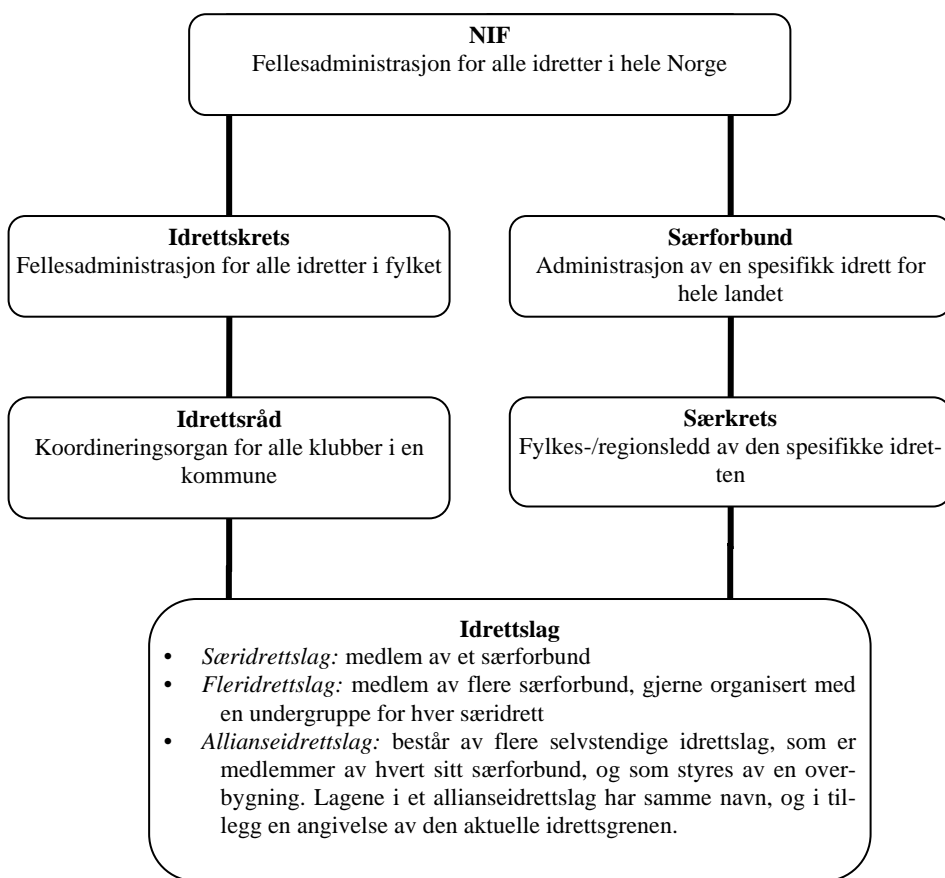 NIF
Fellesadministrasjon for alle idretter i hele Norge
Idrettskrets
Fellesadministrasjon for alle idretter i fylket
Særforbund
Administrasjon av en spesifikk idrett for
hele landet
Idrettsråd
Koordineringsorgan for alle klubber i en
kommune
Særkrets
Fylkes-/regionsledd av den spesifikke idret-
ten
Idrettslag
• Særidrettslag: medlem av et særforbund
• Fleridrettslag: medlem av flere særforbund, gjerne organisert med
en undergruppe for hver særidrett
• Allianseidrettslag: består av flere selvstendige idrettslag, som er
medlemmer av hvert sitt særforbund, og som styres av en over-
bygning. Lagene i et allianseidrettslag har samme navn, og i til-
legg en angivelse av den aktuelle idrettsgrenen.